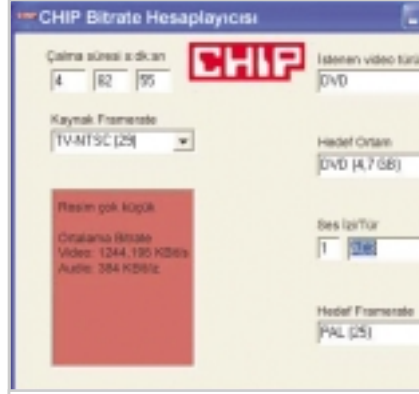 CHIP Bitrate Hesaplayıcısı
Çalma süresi s:dk:sn
4 82 55
CHIP
Kaynak Framerate
TV-NTSC (29)
Resim çok küçük
Ortalama Bitrate
Video: 1244,195 KBit/s
Audio: 384 KBit/s
İstenen video türü
DVD
Hedef Ortam
DVD (4,7 GB)
Ses İzi/Tür
1
Hedef Framerate
PAL (25)